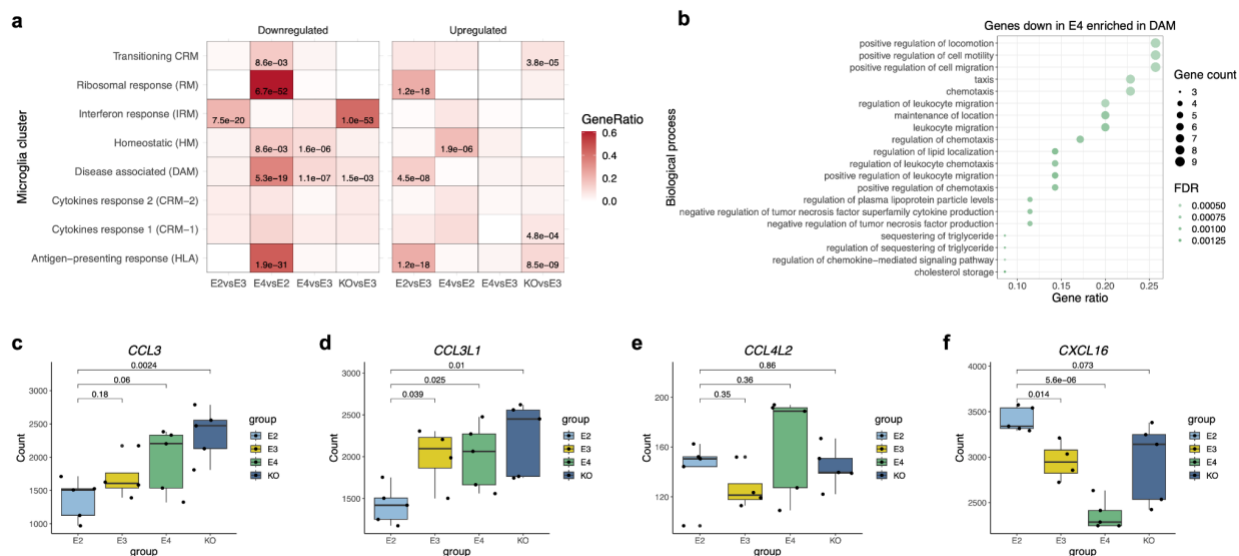 a
Downregulated
Upregulated
Microglia cluster
Transitioning CRM
8.6e−03
3.8e−05
Ribosomal response (RM)
6.7e−52
1.2e−18
Interferon response (IRM)
7.5e−20
1.0e−53
Homeostatic (HM)
8.6e−03
1.6e−06
1.9e−06
Disease associated (DAM)
5.3e−19
1.1e−07
1.5e−03
4.5e−08
Cytokines response 2 (CRM−2)
Cytokines response 1 (CRM−1)
4.8e−04
Antigen−presenting response (HLA)
1.9e−31
1.2e−18
8.5e−09
E2vsE3
E4vsE2
E4vsE3
KOvsE3
E2vsE3
E4vsE2
E4vsE3
KOvsE3
GeneRatio
0.6
0.4
0.2
0.0
b
Genes down in E4 enriched in DAM
Biological process
positive regulation of locomotion
positive regulation of cell motility
positive regulation of cell migration
taxis
chemotaxis
regulation of leukocyte migration
maintenance of location
leukocyte migration
regulation of chemotaxis
regulation of lipid localization
regulation of leukocyte chemotaxis
positive regulation of leukocyte migration
positive regulation of chemotaxis
regulation of plasma lipoprotein particle levels
negative regulation of tumor necrosis factor superfamily cytokine production
negative regulation of tumor necrosis factor production
sequestering of triglyceride
regulation of sequestering of triglyceride
regulation of chemokine−mediated signaling pathway
cholesterol storage
0.10
0.15
0.20
0.25
Gene ratio
Gene count
3
4
5
6
7
8
9
FDR
0.00050
0.00075
0.00100
0.00125
c
CCL3
0.0024
0.06
0.18
Count
3000
2500
2000
1500
1000
E2
E3
E4
KO
group
group
E2
E3
E4
KO
d
CCL3L1
0.01
0.025
0.039
Count
3000
2500
2000
1500
E2
E3
E4
KO
group
group
E2
E3
E4
KO
e
CCL4L2
0.86
0.36
0.35
Count
200
160
120
E2
E3
E4
KO
group
group
E2
E3
E4
KO
f
CXCL16
0.073
5.6e−06
0.014
Count
4000
3500
3000
2500
E2
E3
E4
KO
group
group
E2
E3
E4
KO